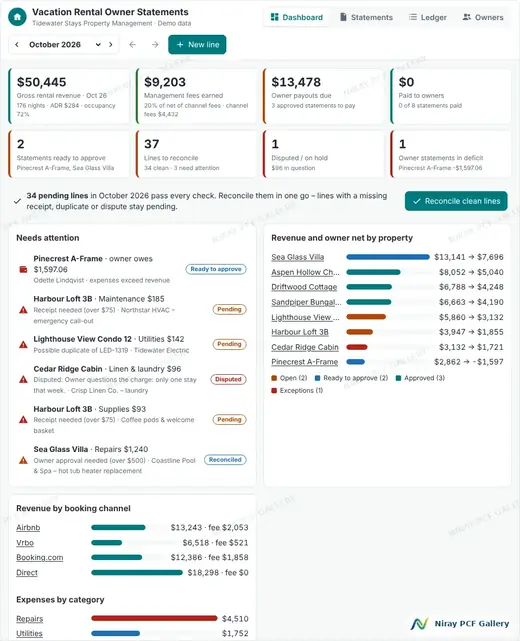 Vacation Rental Owner Statements
Tidewater Stays Property Management · Demo data
Dashboard
Statements
Ledger
Owners
October 2026
+ New line
$50,445
Gross rental revenue · Oct 26
176 nights · ADR $284 · occupancy
72%
$9,203
Management fees earned
20% of net of channel fees · channel
fees $4,432
$13,478
Owner payouts due
3 approved statements to pay
$0
Paid to owners
0 of 8 statements paid
2
Statements ready to approve
Pinecrest A-Frame, Sea Glass Villa
37
Lines to reconcile
34 clean · 3 need attention
1
Disputed / on hold
$96 in question
1
Owner statements in deficit
Pinecrest A-Frame −$1,597.06
34 pending lines in October 2026 pass every check. Reconcile them in one go – lines with a missing
receipt, duplicate or dispute stay pending.
Reconcile clean lines
Needs attention
Pinecrest A-Frame · owner owes
$1,597.06
Odette Lindqvist · expenses exceed revenue
Ready to approve
Harbour Loft 3B · Maintenance $185
Receipt needed (over $75) · Northstar HVAC –
emergency call-out
Pending
Lighthouse View Condo 12 · Utilities $142
Possible duplicate of LED-1319 · Tidewater Electric
Pending
Cedar Ridge Cabin · Linen & laundry $96
Disputed: Owner questions the charge: only one stay
that week. · Crisp Linen Co. – laundry
Disputed
Harbour Loft 3B · Supplies $93
Receipt needed (over $75) · Coffee pods & welcome
basket
Pending
Sea Glass Villa · Repairs $1,240
Owner approval needed (over $500) · Coastline Pool
& Spa – hot tub heater replacement
Reconciled
Revenue and owner net by property
Sea Glass Villa $13,141 → $7,696
Aspen Hollow Ch... $8,052 → $5,040
Driftwood Cottage $6,788 → $4,248
Sandpiper Bungal... $6,663 → $4,190
Lighthouse View ... $5,860 → $3,132
Harbour Loft 3B $3,947 → $1,855
Cedar Ridge Cabin $3,132 → $1,721
Pinecrest A-Frame $2,862 → -$1,597
Open (2) Ready to approve (2) Approved (3)
Exceptions (1)
Revenue by booking channel
Airbnb $13,243 · fee $2,053
Vrbo $6,518 · fee $521
Booking.com $12,386 · fee $1,858
Direct $18,298 · fee $0
Expenses by category
Repairs $4,510
Utilities $1,752
Niray PCF Gallery